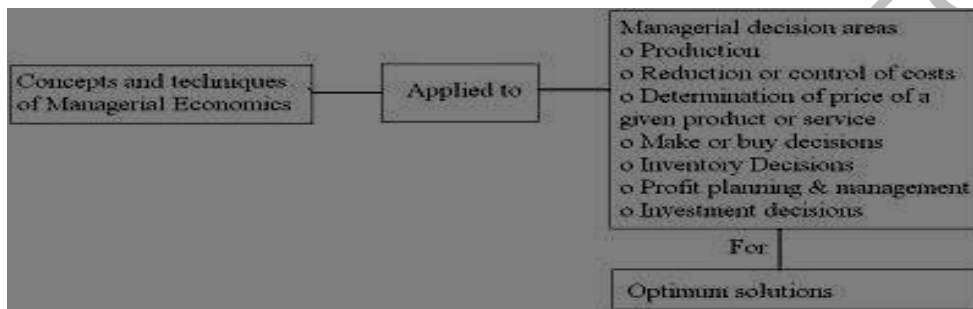 Concepts and techniques
of Managerial Economics
Applied to
Managerial decision areas
o Production
o Reduction or control of costs
o Determination of price of a
given product or service
o Make or buy decisions
o Inventory Decisions
o Profit planning & management
o Investment decisions
For
Optimum solutions